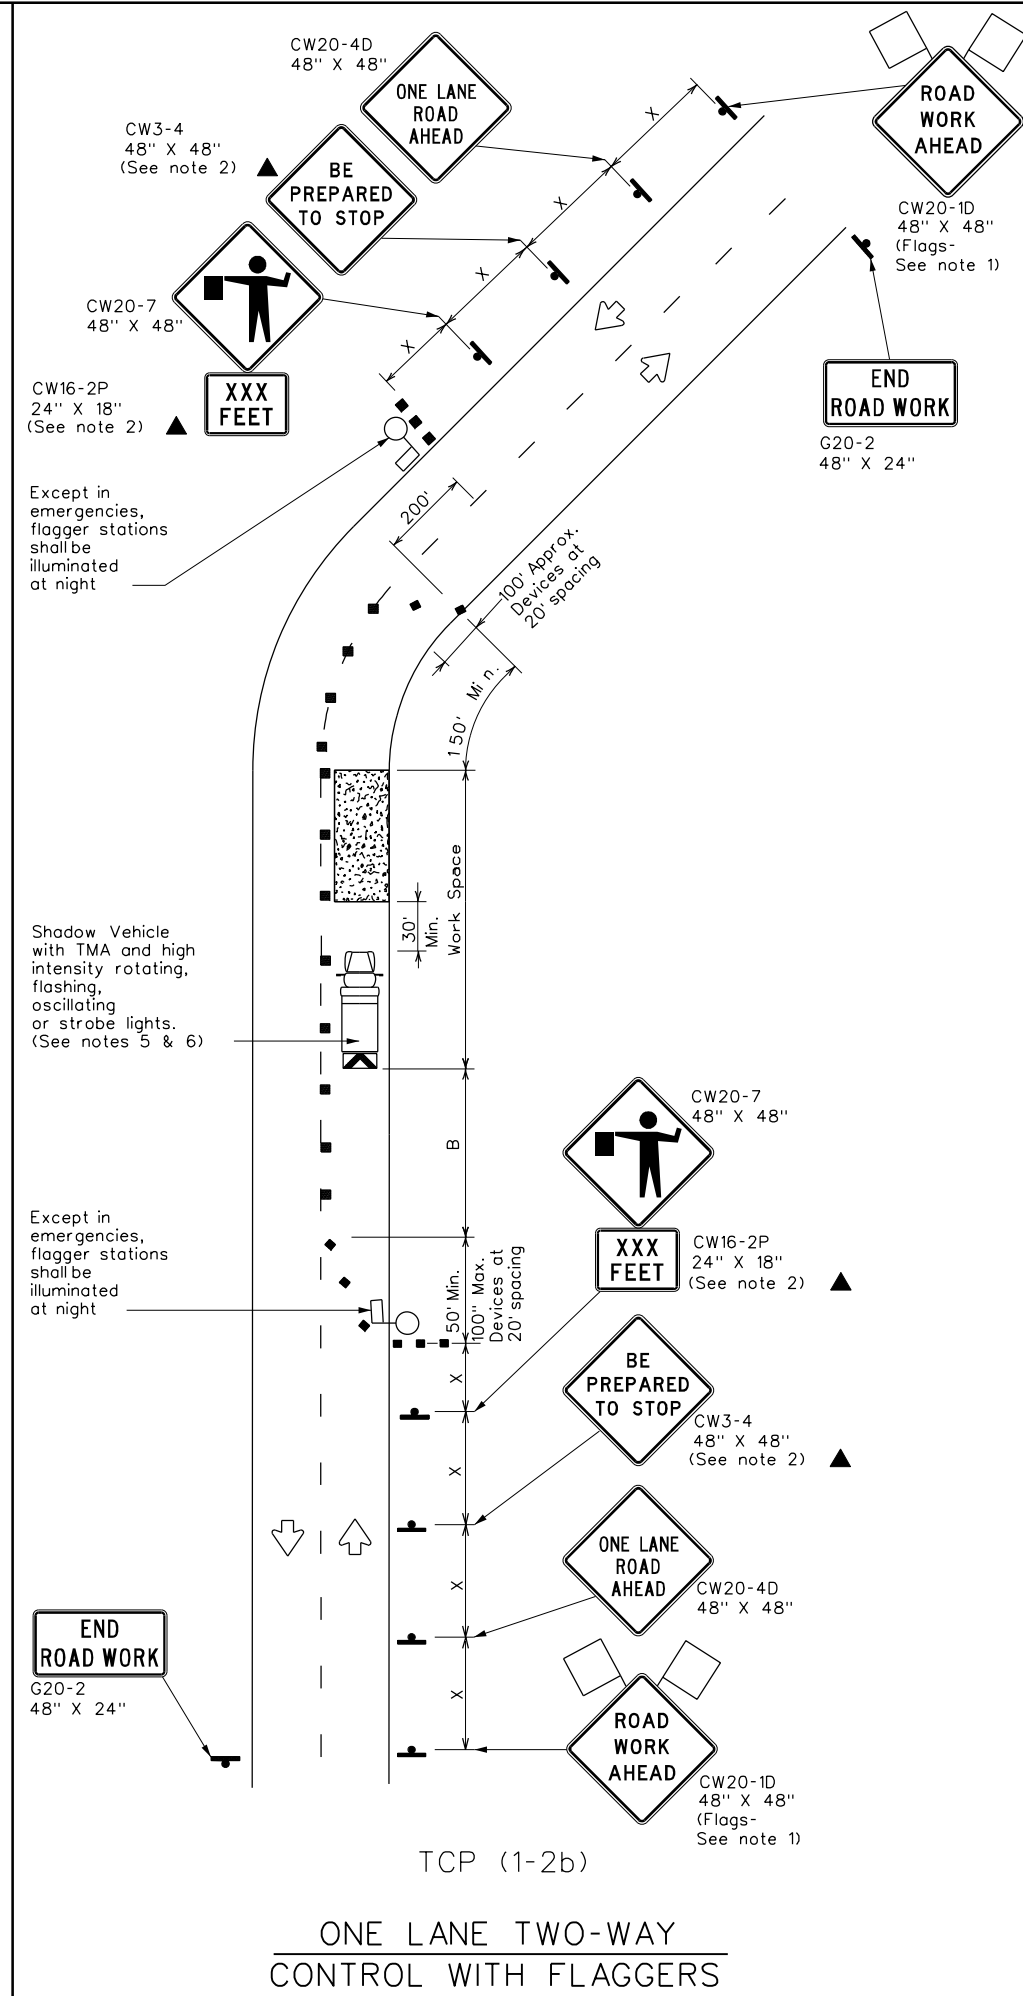 CW20-4D
48" X 48"
ONE LANE
ROAD
AHEAD
ROAD
WORK
AHEAD
CW20-1D
48" X 48"
(Flags-
See note 1)
CW3-4
48" X 48"
(See note 2)
BE
PREPARED
TO STOP
X
X
X
X
CW20-7
48" X 48"
CW16-2P
24" X 18"
(See note 2)
XXX
FEET
END
ROAD WORK
G20-2
48" X 24"
Except in
emergencies,
flagger stations
shall be
illuminated
at night
200'
100' Approx.
Devices at
20' spacing
150' Min.
Work Space
30'
Min.
Shadow Vehicle
with TMA and high
intensity rotating,
flashing,
oscillating
or strobe lights.
(See notes 5 & 6)
B
CW20-7
48" X 48"
XXX
FEET
CW16-2P
24" X 18"
(See note 2)
Except in
emergencies,
flagger stations
shall be
illuminated
at night
50' Min.
100" Max.
Devices at
20' spacing
X
X
X
X
BE
PREPARED
TO STOP
CW3-4
48" X 48"
(See note 2)
ONE LANE
ROAD
AHEAD
CW20-4D
48" X 48"
END
ROAD WORK
G20-2
48" X 24"
ROAD
WORK
AHEAD
CW20-1D
48" X 48"
(Flags-
See note 1)
TCP (1-2b)
ONE LANE TWO-WAY
CONTROL WITH FLAGGERS